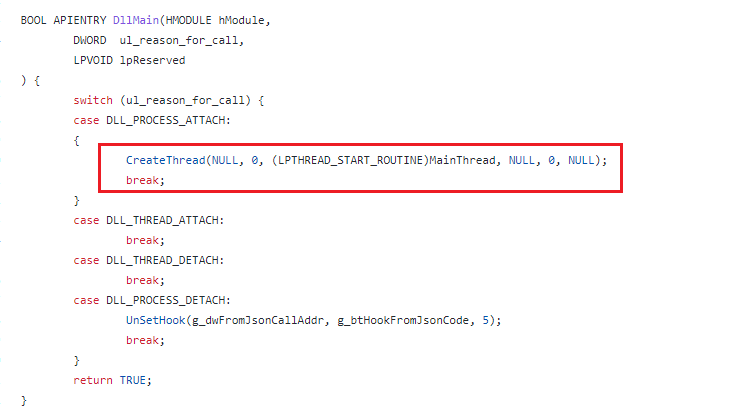 BOOL APIENTRY DllMain(HMODULE hModule,
DWORD  ul_reason_for_call,
LPVOID lpReserved
) {
switch (ul_reason_for_call) {
case DLL_PROCESS_ATTACH:
{
CreateThread(NULL, 0, (LPTHREAD_START_ROUTINE)MainThread, NULL, 0, NULL);
break;
}
case DLL_THREAD_ATTACH:
break;
case DLL_THREAD_DETACH:
break;
case DLL_PROCESS_DETACH:
UnSetHook(g_dwFromJsonCallAddr, g_btHookFromJsonCode, 5);
break;
}
return TRUE;
}